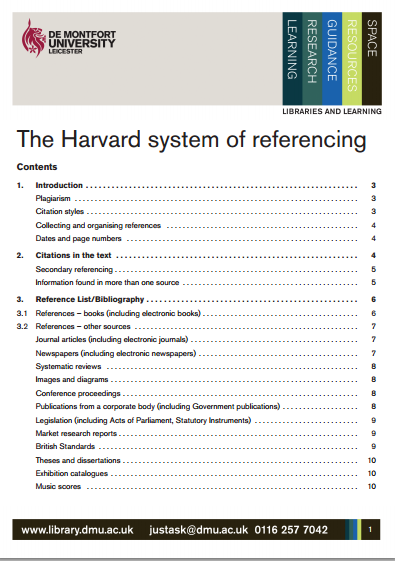 DE MONTFORT
UNIVERSITY
LEICESTER
LEARNING
RESEARCH
GUIDANCE
RESOURCES
SPACE
LIBRARIES AND LEARNING
The Harvard system of referencing
Contents
1. Introduction 3
Plagiarism 3
Citation styles 3
Collecting and organising references 4
Dates and page numbers 4
2. Citations in the text 4
Secondary referencing 5
Information found in more than one source 5
3. Reference List/Bibliography 6
3.1 References – books (including electronic books) 6
3.2 References – other sources 7
Journal articles (including electronic journals) 7
Newspapers (including electronic newspapers) 7
Systematic reviews 8
Images and diagrams 8
Conference proceedings 8
Publications from a corporate body (including Government publications) 8
Legislation (including Acts of Parliament, Statutory Instruments) 9
Market research reports 9
British Standards 9
Theses and dissertations 10
Exhibition catalogues 10
Music scores 10
www.library.dmu.ac.uk justask@dmu.ac.uk 0116 257 7042 1